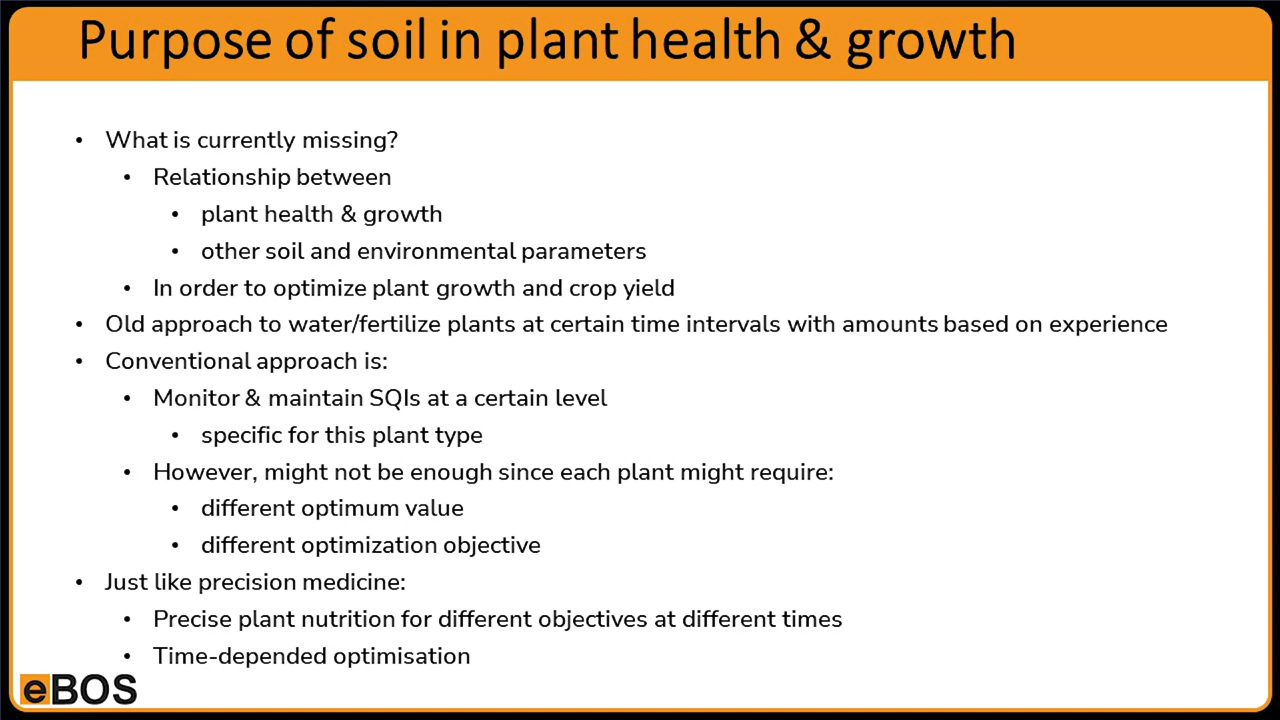 Purpose of soil in plant health & growth
• What is currently missing?
• Relationship between
• plant health & growth
• other soil and environmental parameters
• In order to optimize plant growth and crop yield
• Old approach to water/fertilize plants at certain time intervals with amounts based on experience
• Conventional approach is:
• Monitor & maintain SQIs at a certain level
• specific for this plant type
• However, might not be enough since each plant might require:
• different optimum value
• different optimization objective
• Just like precision medicine:
• Precise plant nutrition for different objectives at different times
• Time-depended optimisation
eBOS